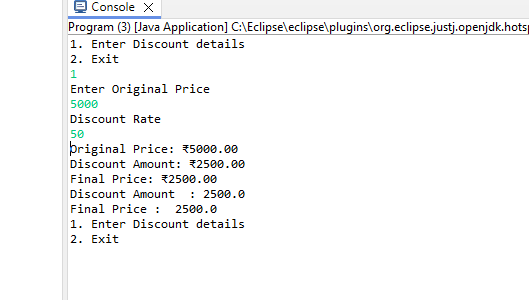 Console
Program (3) [Java Application] C:\Eclipse\eclipse\plugins\org.eclipse.justj.openjdk.hotsp
1. Enter Discount details
2. Exit
1
Enter Original Price
5000
Discount Rate
50
Original Price: ₹5000.00
Discount Amount: ₹2500.00
Final Price: ₹2500.00
Discount Amount  : 2500.0
Final Price :  2500.0
1. Enter Discount details
2. Exit